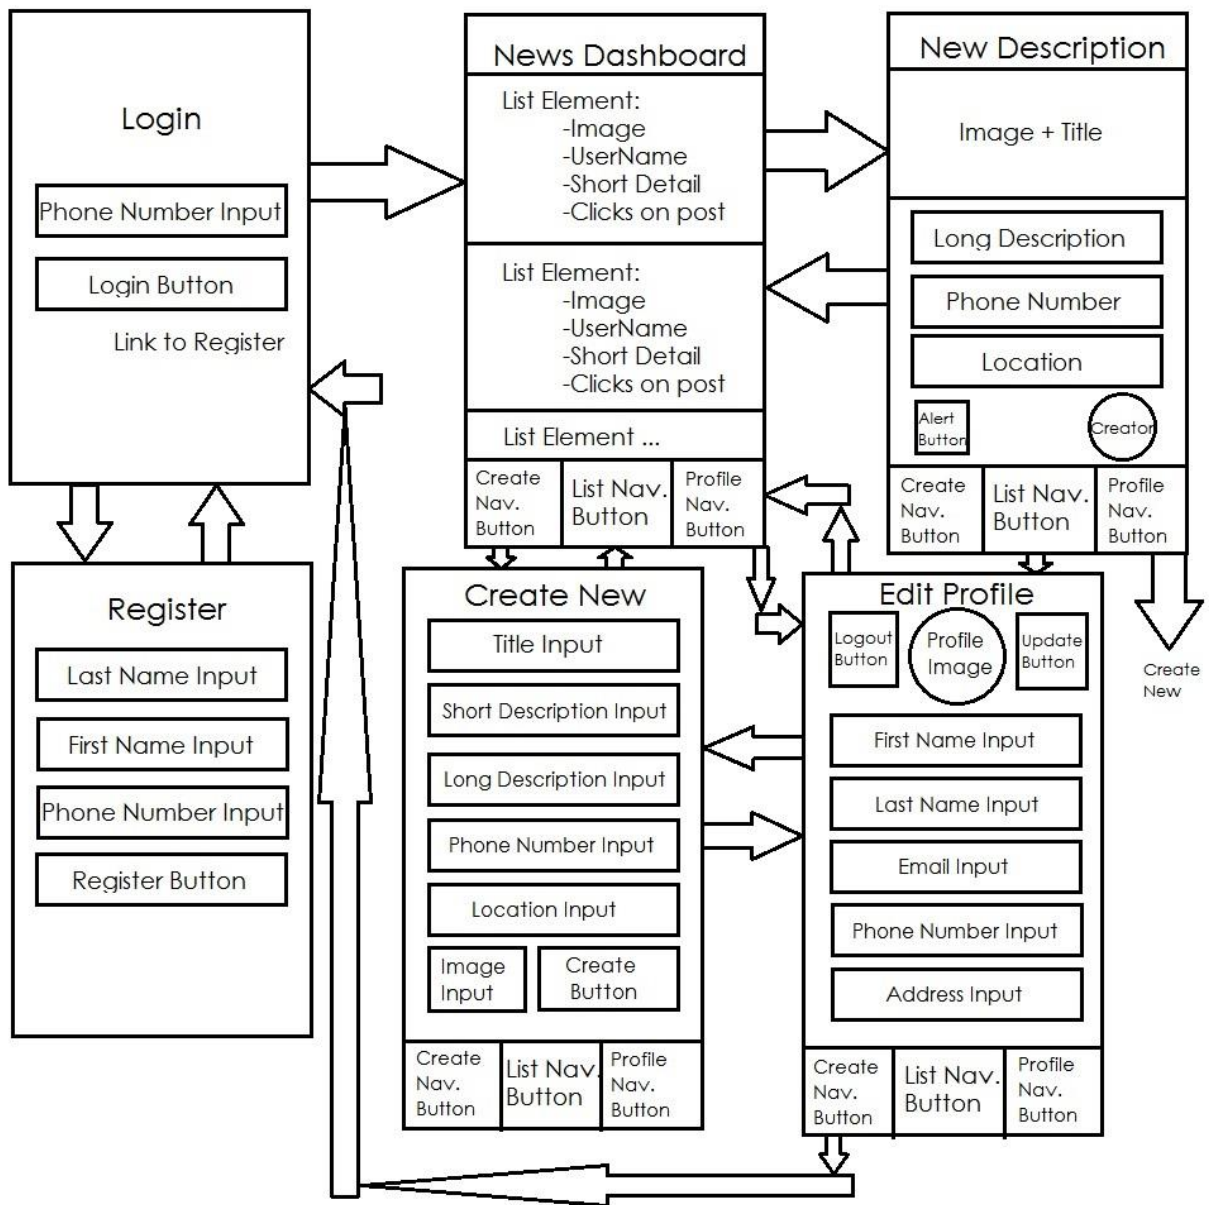 Login
Phone Number Input
Login Button
Link to Register
Register
Last Name Input
First Name Input
Phone Number Input
Register Button
News Dashboard
List Element:
-Image
-UserName
-Short Detail
-Clicks on post
List Element:
-Image
-UserName
-Short Detail
-Clicks on post
List Element ...
Create
Nav.
Button
List Nav.
Button
Profile
Nav.
Button
New Description
Image + Title
Long Description
Phone Number
Location
Alert
Button
Creator
Create
Nav.
Button
List Nav.
Button
Profile
Nav.
Button
Create
New
Create New
Title Input
Short Description Input
Long Description Input
Phone Number Input
Location Input
Image
Input
Create
Button
Create
Nav.
Button
List Nav.
Button
Profile
Nav.
Button
Edit Profile
Logout
Button
Profile
Image
Update
Button
First Name Input
Last Name Input
Email Input
Phone Number Input
Address Input
Create
Nav.
Button
List Nav.
Button
Profile
Nav.
Button